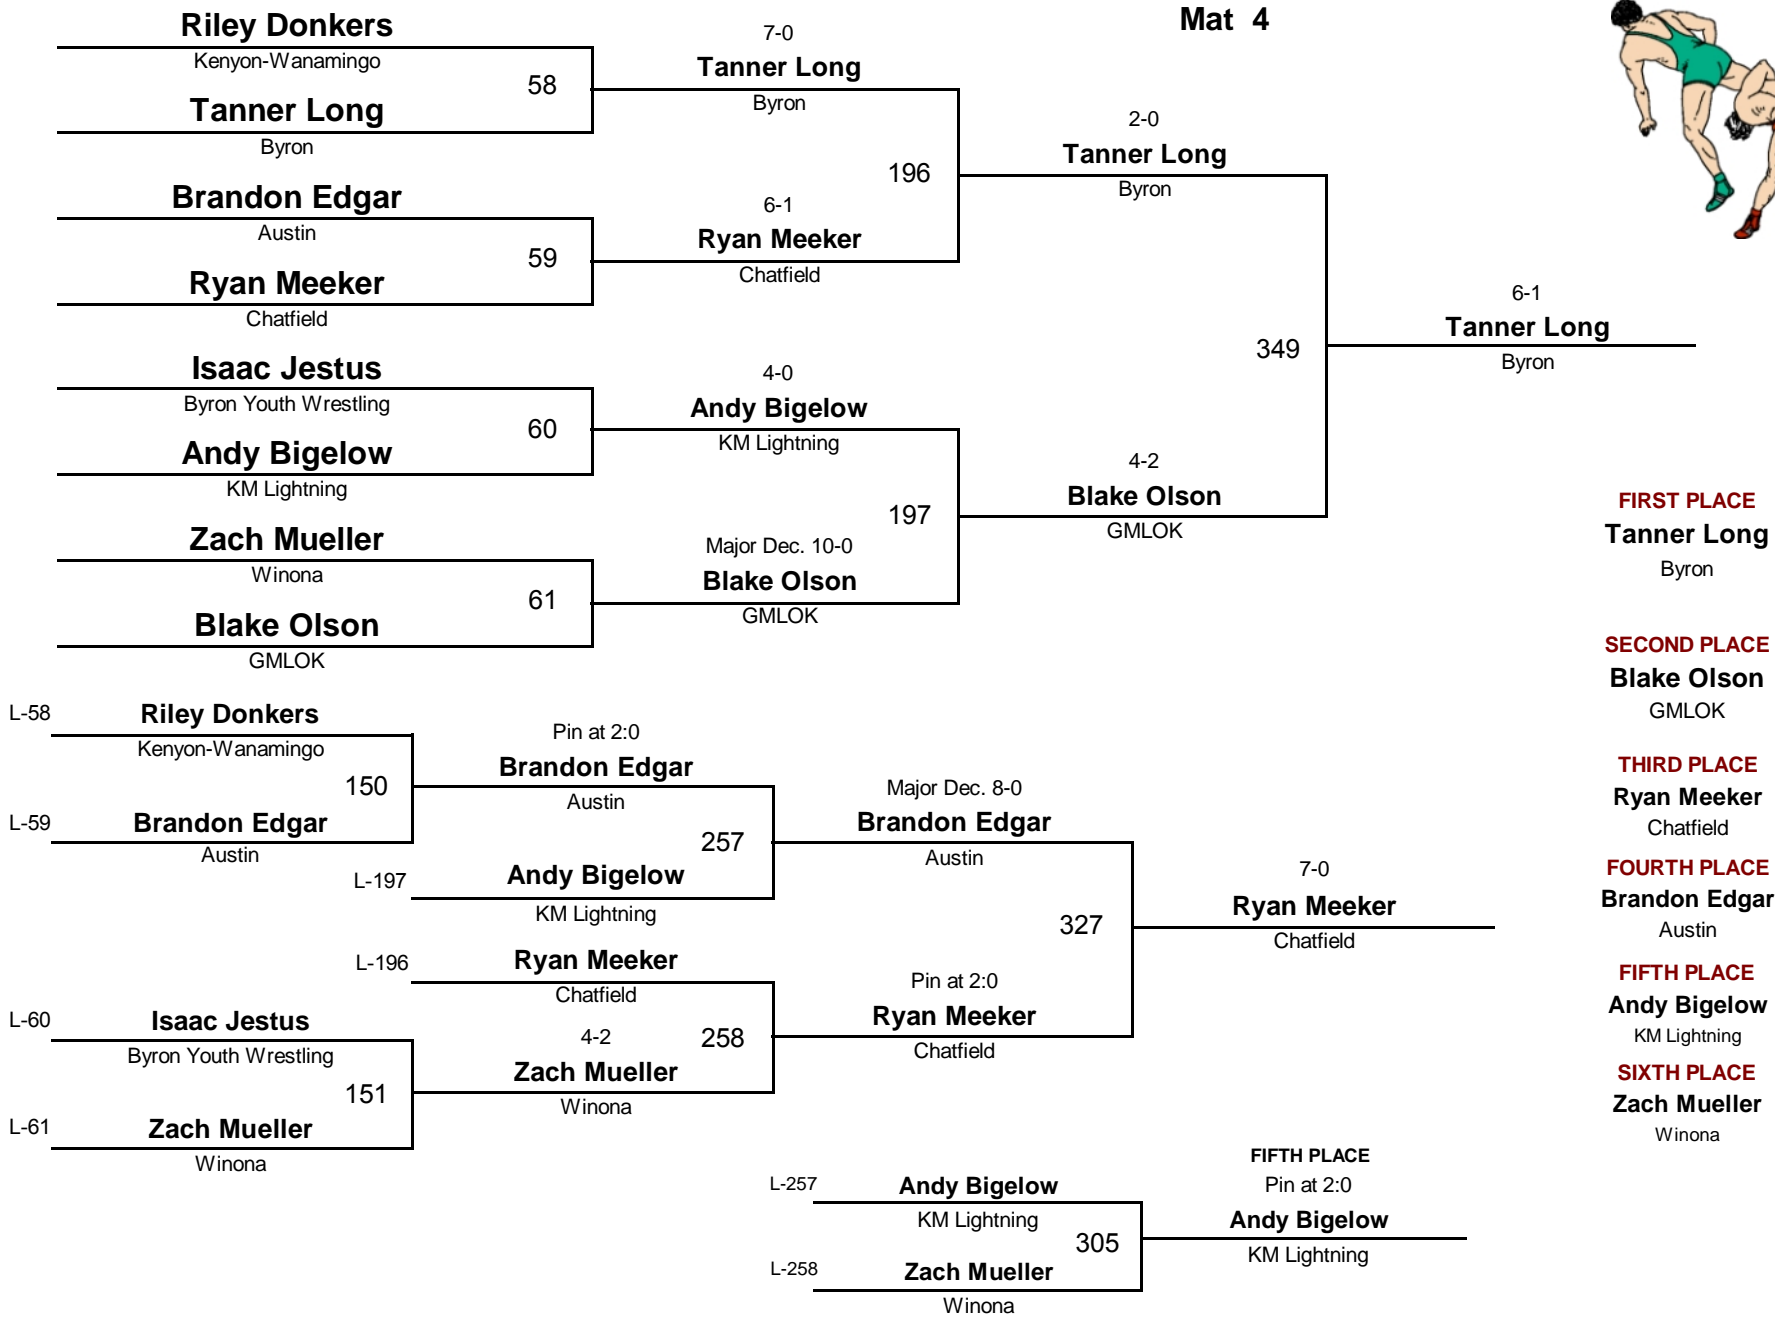 Mat 4
Riley Donkers
Kenyon-Wanamingo
58
Tanner Long
Byron
7-0
Tanner Long
Byron
Brandon Edgar
Austin
59
Ryan Meeker
Chatfield
6-1
Ryan Meeker
Chatfield
196
2-0
Tanner Long
Byron
Isaac Jestus
Byron Youth Wrestling
60
Andy Bigelow
KM Lightning
4-0
Andy Bigelow
KM Lightning
Zach Mueller
Winona
61
Blake Olson
GMLOK
Major Dec. 10-0
Blake Olson
GMLOK
197
4-2
Blake Olson
GMLOK
349
6-1
Tanner Long
Byron
L-58
Riley Donkers
Kenyon-Wanamingo
150
L-59
Brandon Edgar
Austin
Pin at 2:0
Brandon Edgar
Austin
257
L-197
Andy Bigelow
KM Lightning
Major Dec. 8-0
Brandon Edgar
Austin
L-196
Ryan Meeker
Chatfield
L-60
Isaac Jestus
Byron Youth Wrestling
151
L-61
Zach Mueller
Winona
4-2
Zach Mueller
Winona
258
Pin at 2:0
Ryan Meeker
Chatfield
327
7-0
Ryan Meeker
Chatfield
L-257
Andy Bigelow
KM Lightning
305
L-258
Zach Mueller
Winona
FIFTH PLACE
Pin at 2:0
Andy Bigelow
KM Lightning
FIRST PLACE
Tanner Long
Byron
SECOND PLACE
Blake Olson
GMLOK
THIRD PLACE
Ryan Meeker
Chatfield
FOURTH PLACE
Brandon Edgar
Austin
FIFTH PLACE
Andy Bigelow
KM Lightning
SIXTH PLACE
Zach Mueller
Winona